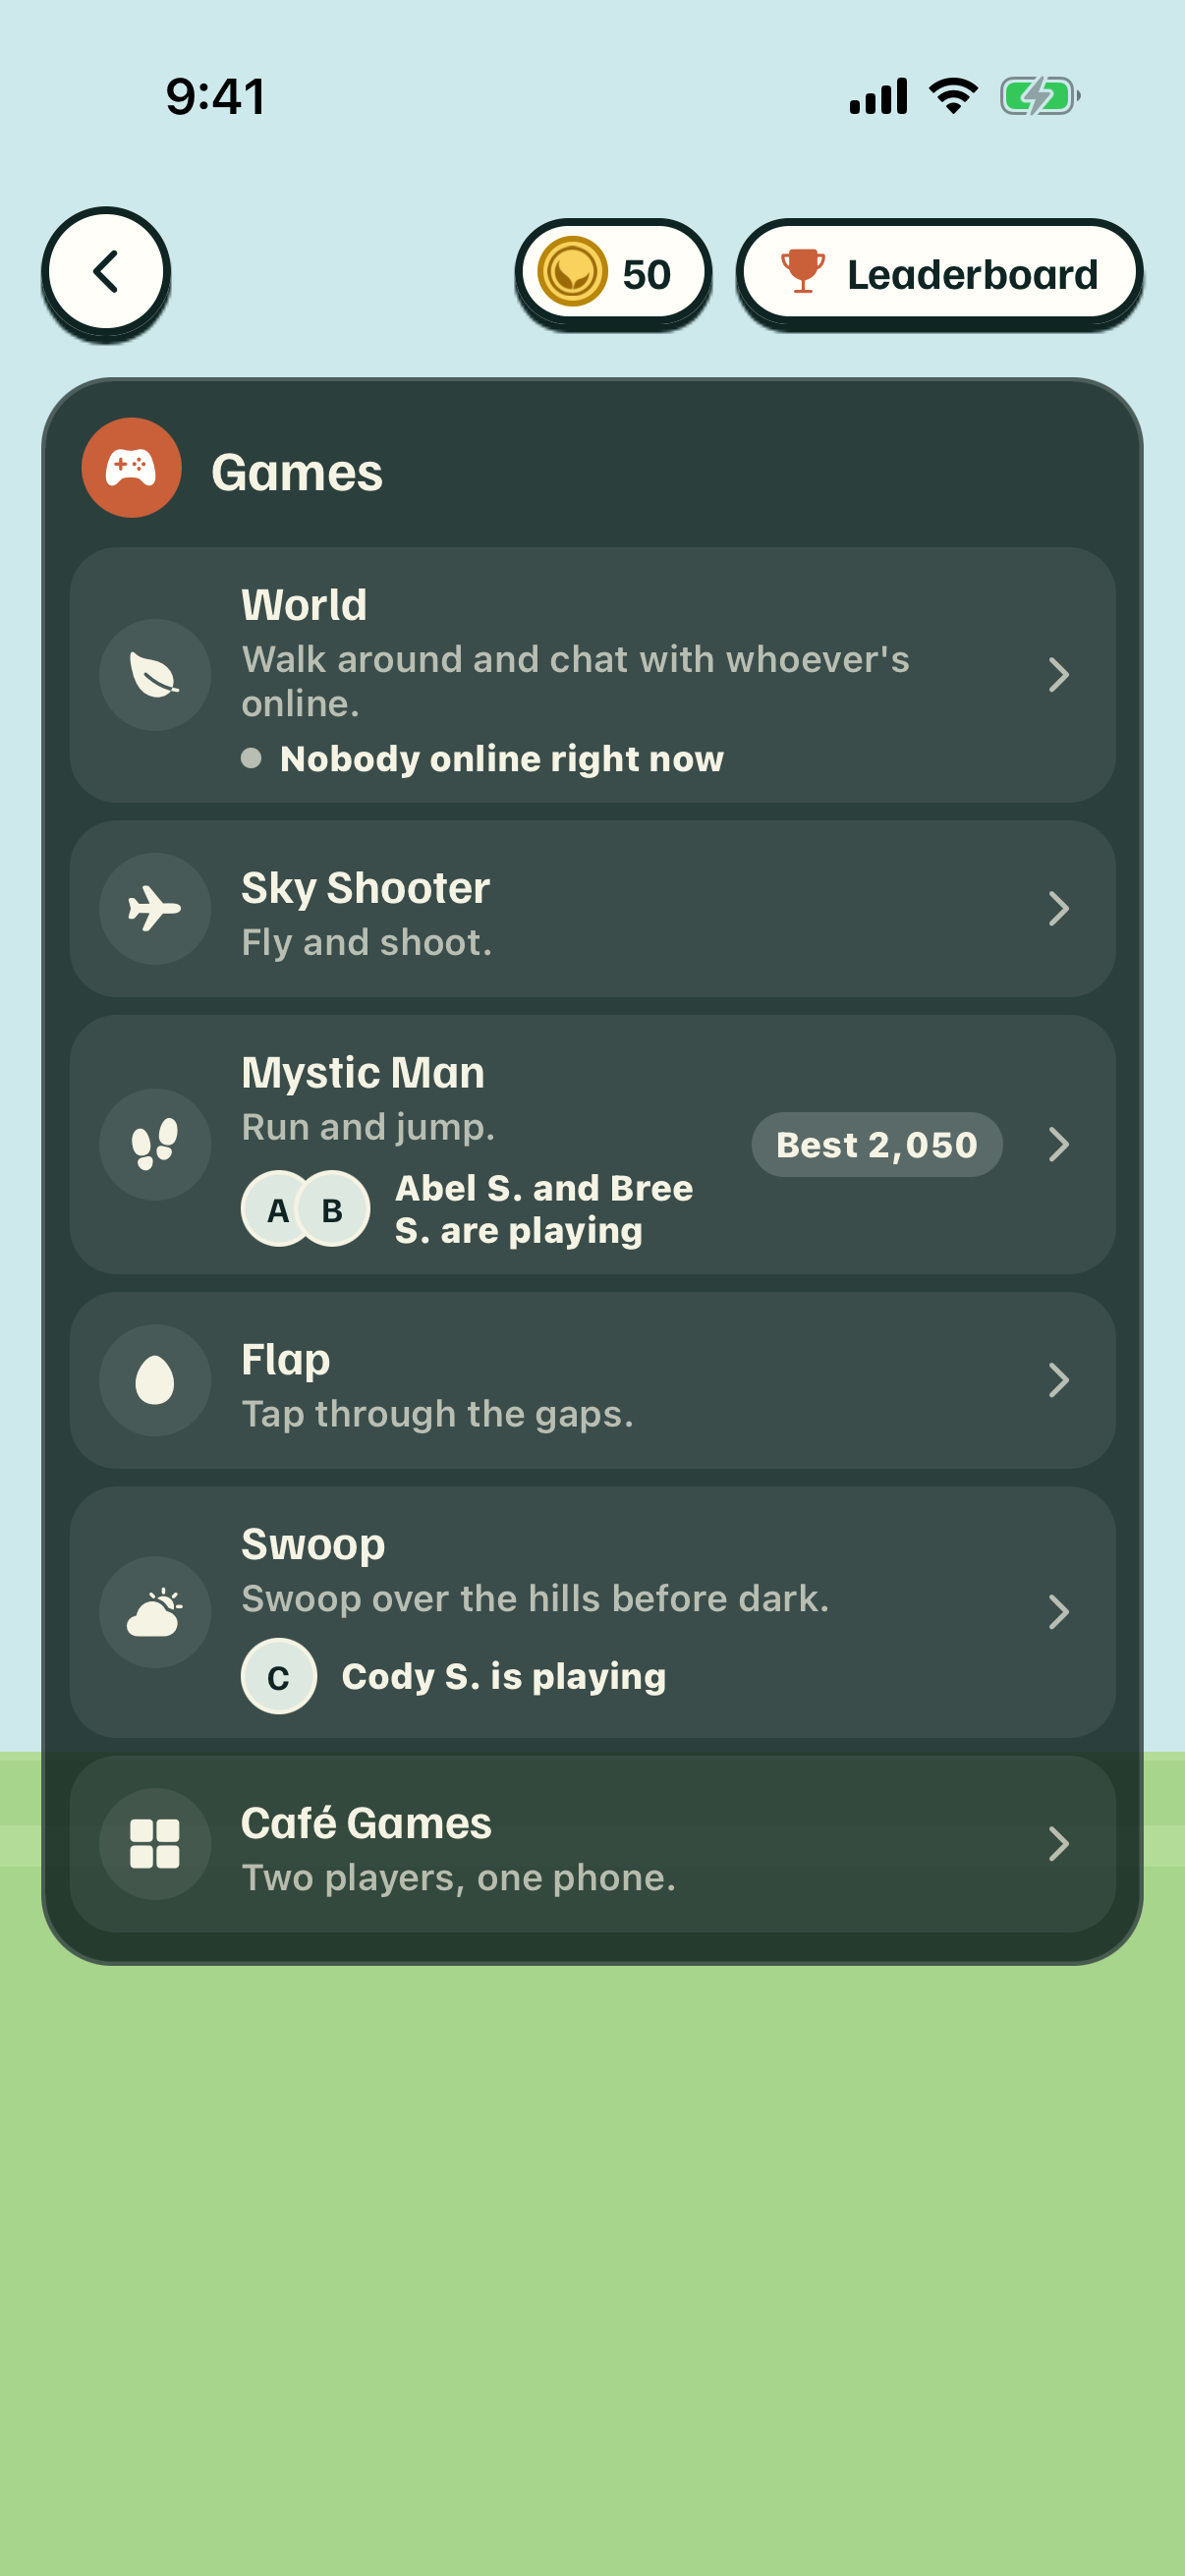 9:41
50
Leaderboard
Games
World
Walk around and chat with whoever's
online.
Nobody online right now
Sky Shooter
Fly and shoot.
Mystic Man
Run and jump.
Best 2,050
A B
Abel S. and Bree
S. are playing
Flap
Tap through the gaps.
Swoop
Swoop over the hills before dark.
C
Cody S. is playing
Café Games
Two players, one phone.